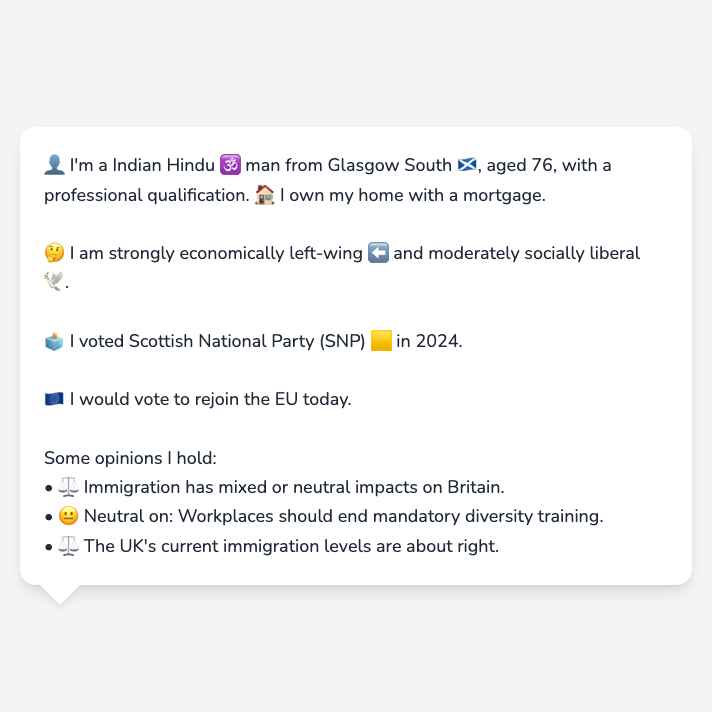 👤 I'm a Indian Hindu 🕉️ man from Glasgow South 🏴󠁧󠁢󠁳󠁣󠁴󠁿, aged 76, with a
professional qualification. 🏠 I own my home with a mortgage.
🤔 I am strongly economically left-wing ⬅️ and moderately socially liberal
🕊️.
🗳️ I voted Scottish National Party (SNP) 🟨 in 2024.
🇪🇺 I would vote to rejoin the EU today.
Some opinions I hold:
• ⚖️ Immigration has mixed or neutral impacts on Britain.
• 😐 Neutral on: Workplaces should end mandatory diversity training.
• ⚖️ The UK's current immigration levels are about right.